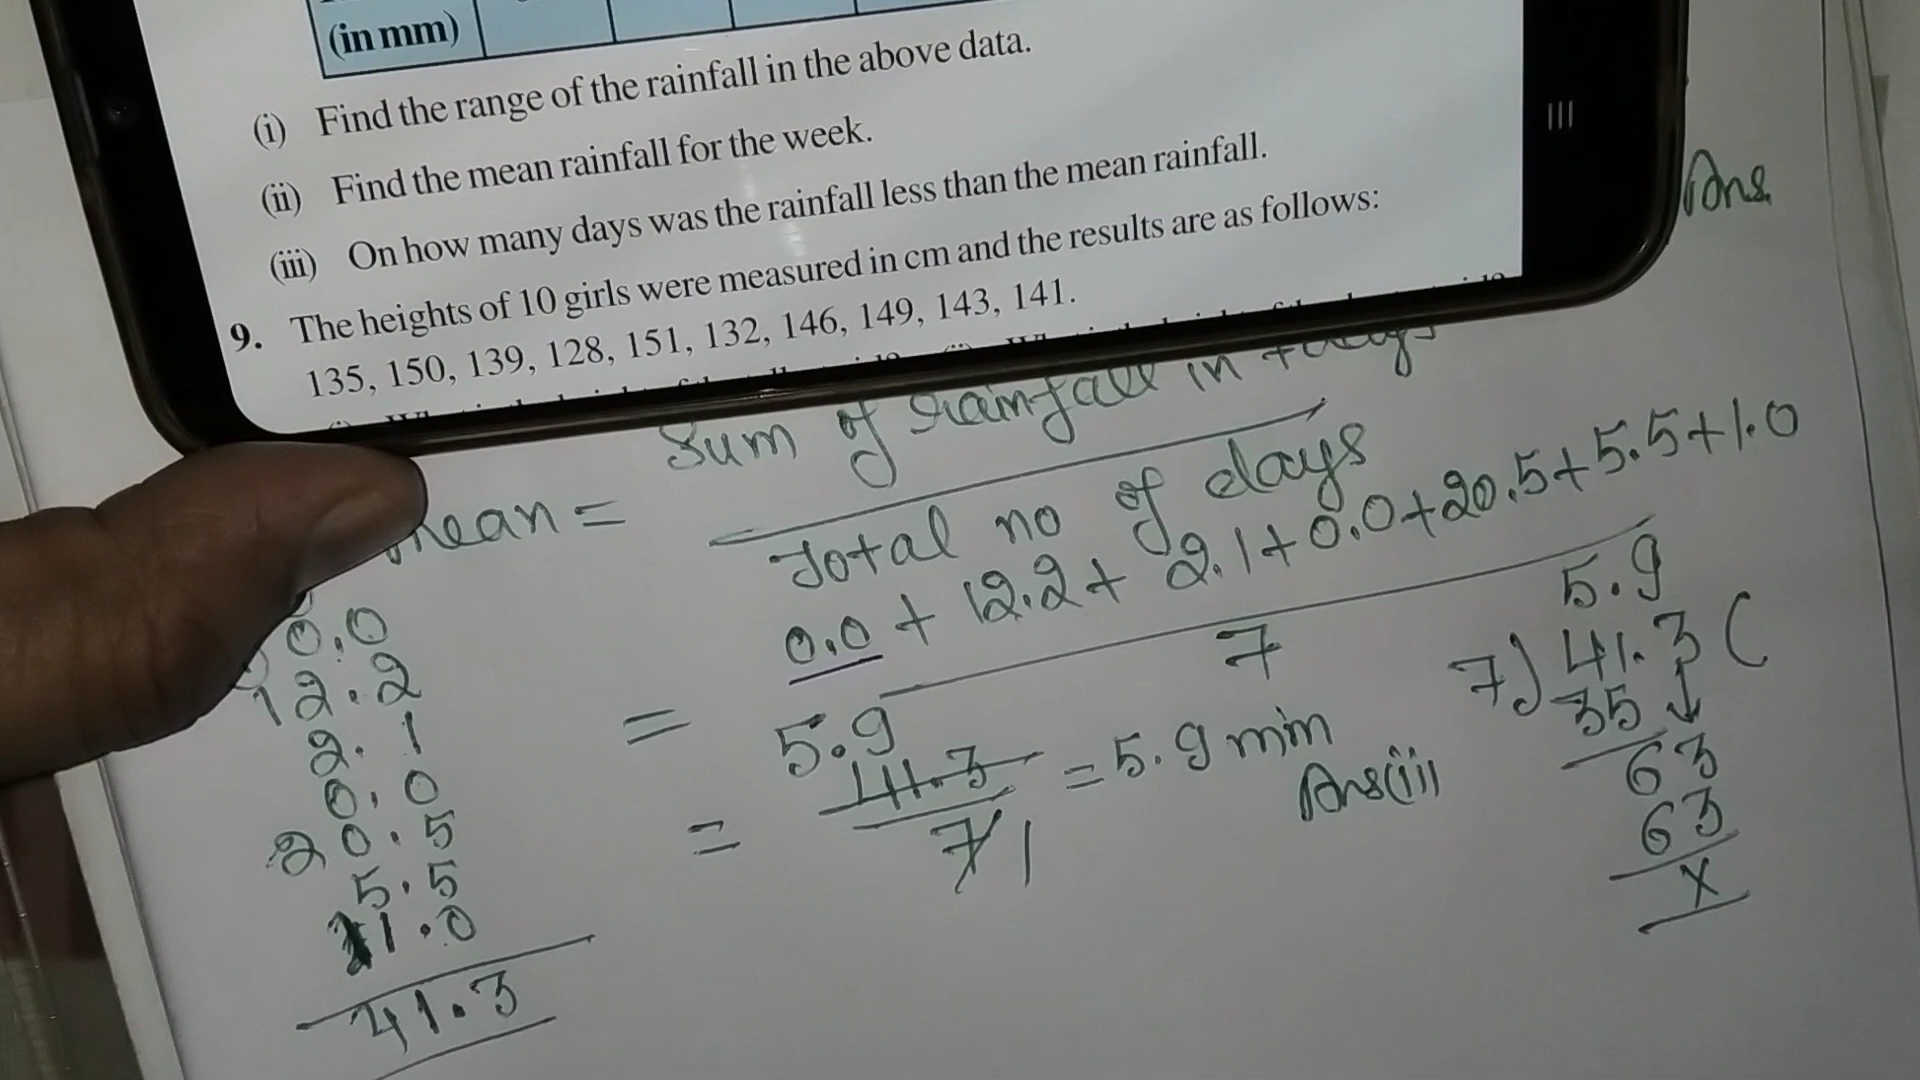 (in mm)
(i) Find the range of the rainfall in the above data.
(ii) Find the mean rainfall for the week.
(iii) On how many days was the rainfall less than the mean rainfall.
9. The heights of 10 girls were measured in cm and the results are as follows:
135, 150, 139, 128, 151, 132, 146, 149, 143, 141.
Ans.
Sum of rainfall in 7 days
mean =
Total no of days
0.0 + 12.2 + 2.1 + 0.0 + 20.5 + 5.5 + 1.0
7
= 5.9
= 41.3 = 5.9 min
7 1
Ans(ii)
0.0
12.2
2.1
0.0
20.5
5.5
1.0
41.3
5.9
7) 41.3 (
35 ↓
63
63
x